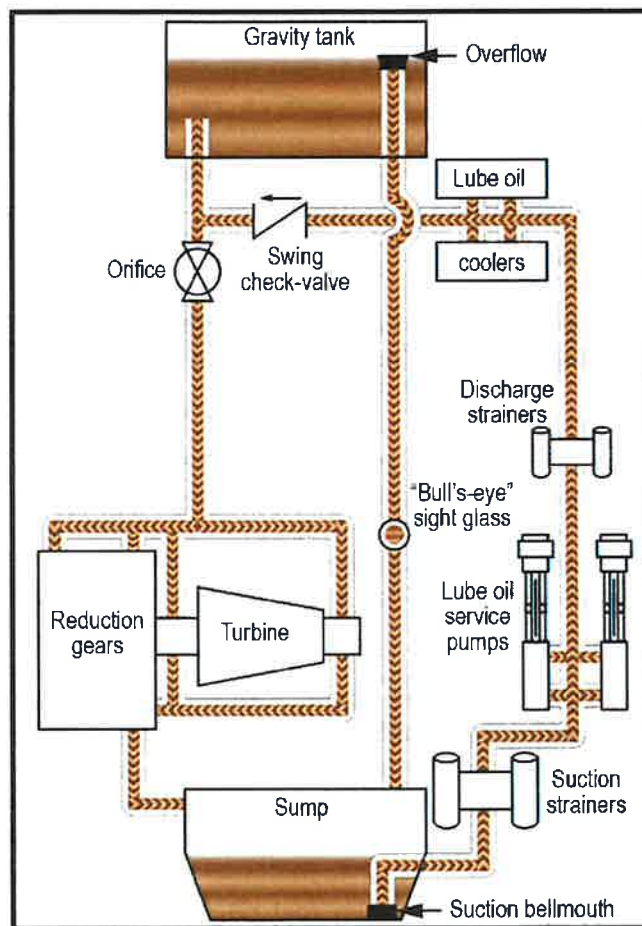 Gravity tank
Overflow
Lube oil
coolers
Orifice
Swing
check-valve
Discharge
strainers
"Bull's-eye"
sight glass
Lube oil
service
pumps
Reduction
gears
Turbine
Suction
strainers
Sump
Suction bellmouth